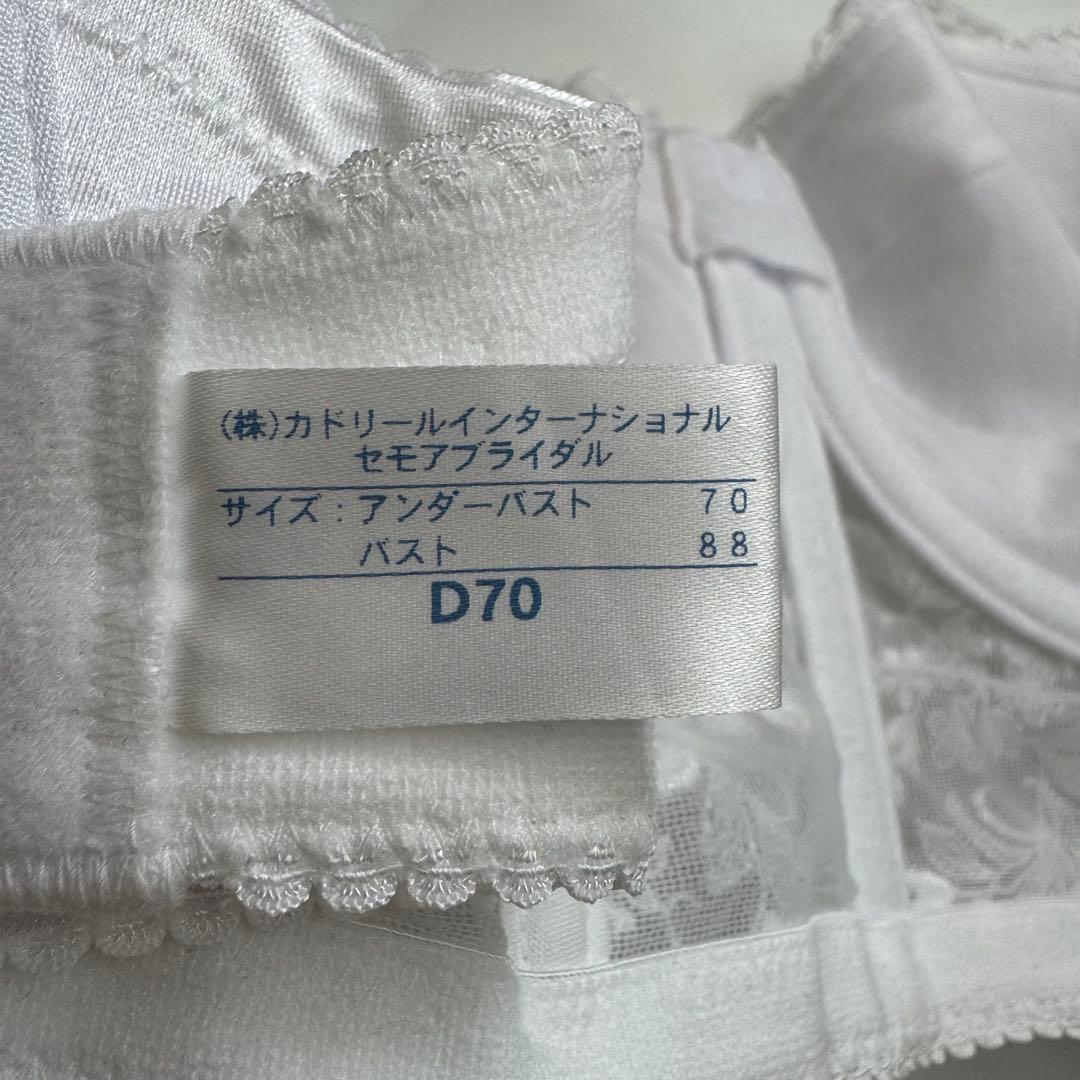 (株)カドリールインターナショナル
セモアブライダル
サイズ：アンダーバスト 70
バスト 88
D70